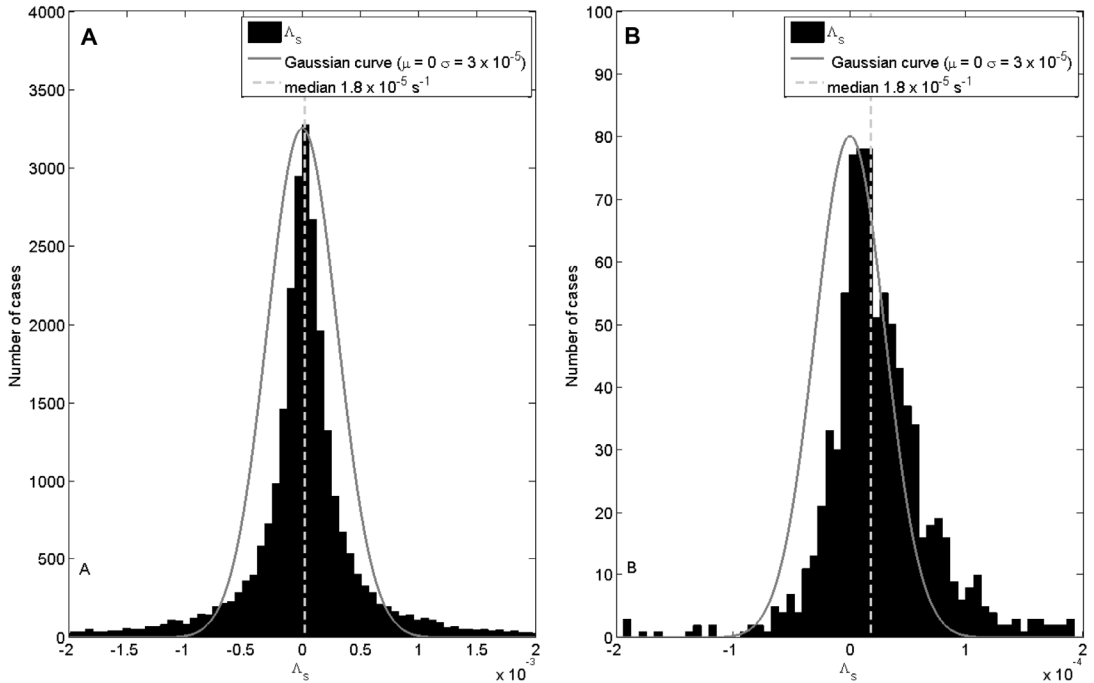 A
Λs
Gaussian curve (μ = 0 σ = 3 x 10⁻⁵)
median 1.8 x 10⁻⁵ s⁻¹
4000
3500
3000
2500
2000
1500
1000
500
0
Number of cases
A
-2
-1.5
-1
-0.5
0
0.5
1
1.5
2
Λs
x 10⁻³
B
Λs
Gaussian curve (μ = 0 σ = 3 x 10⁻⁵)
median 1.8 x 10⁻⁵ s⁻¹
100
90
80
70
60
50
40
30
20
10
0
Number of cases
B
-2
-1
0
1
2
Λs
x 10⁻⁴